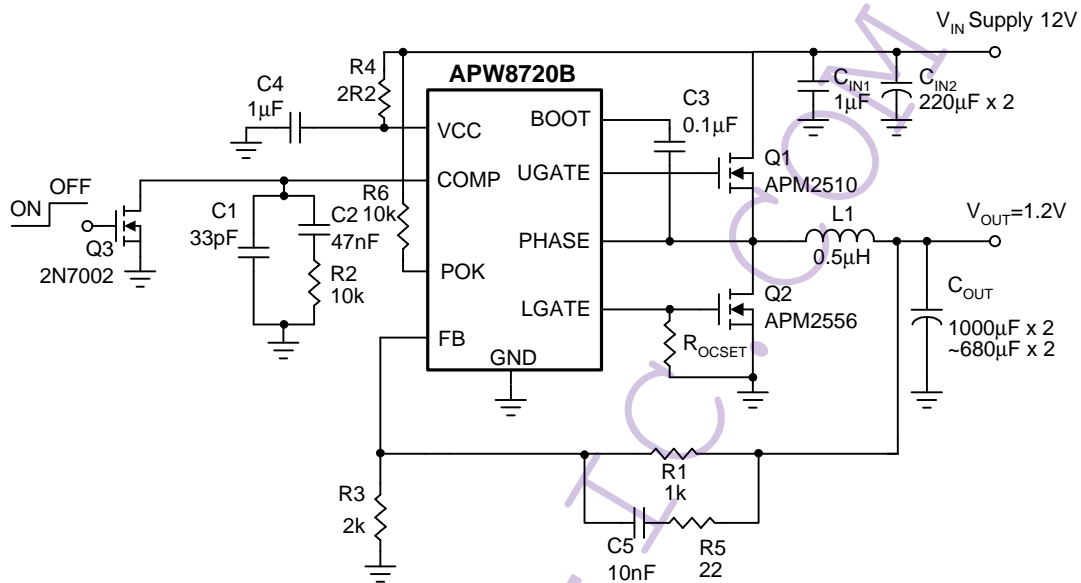 V_IN Supply 12V
APW8720B
R4
2R2
C4
1μF
C_IN1
1μF
C_IN2
220μF x 2
C3
0.1μF
VCC
BOOT
COMP
UGATE
Q1
APM2510
ON
OFF
Q3
2N7002
C1
33pF
C2
47nF
R2
10k
R6
10k
POK
PHASE
L1
0.5μH
V_OUT=1.2V
LGATE
Q2
APM2556
R_OCSET
C_OUT
1000μF x 2
~680μF x 2
FB
GND
R3
2k
R1
1k
C5
10nF
R5
22
IC.COM